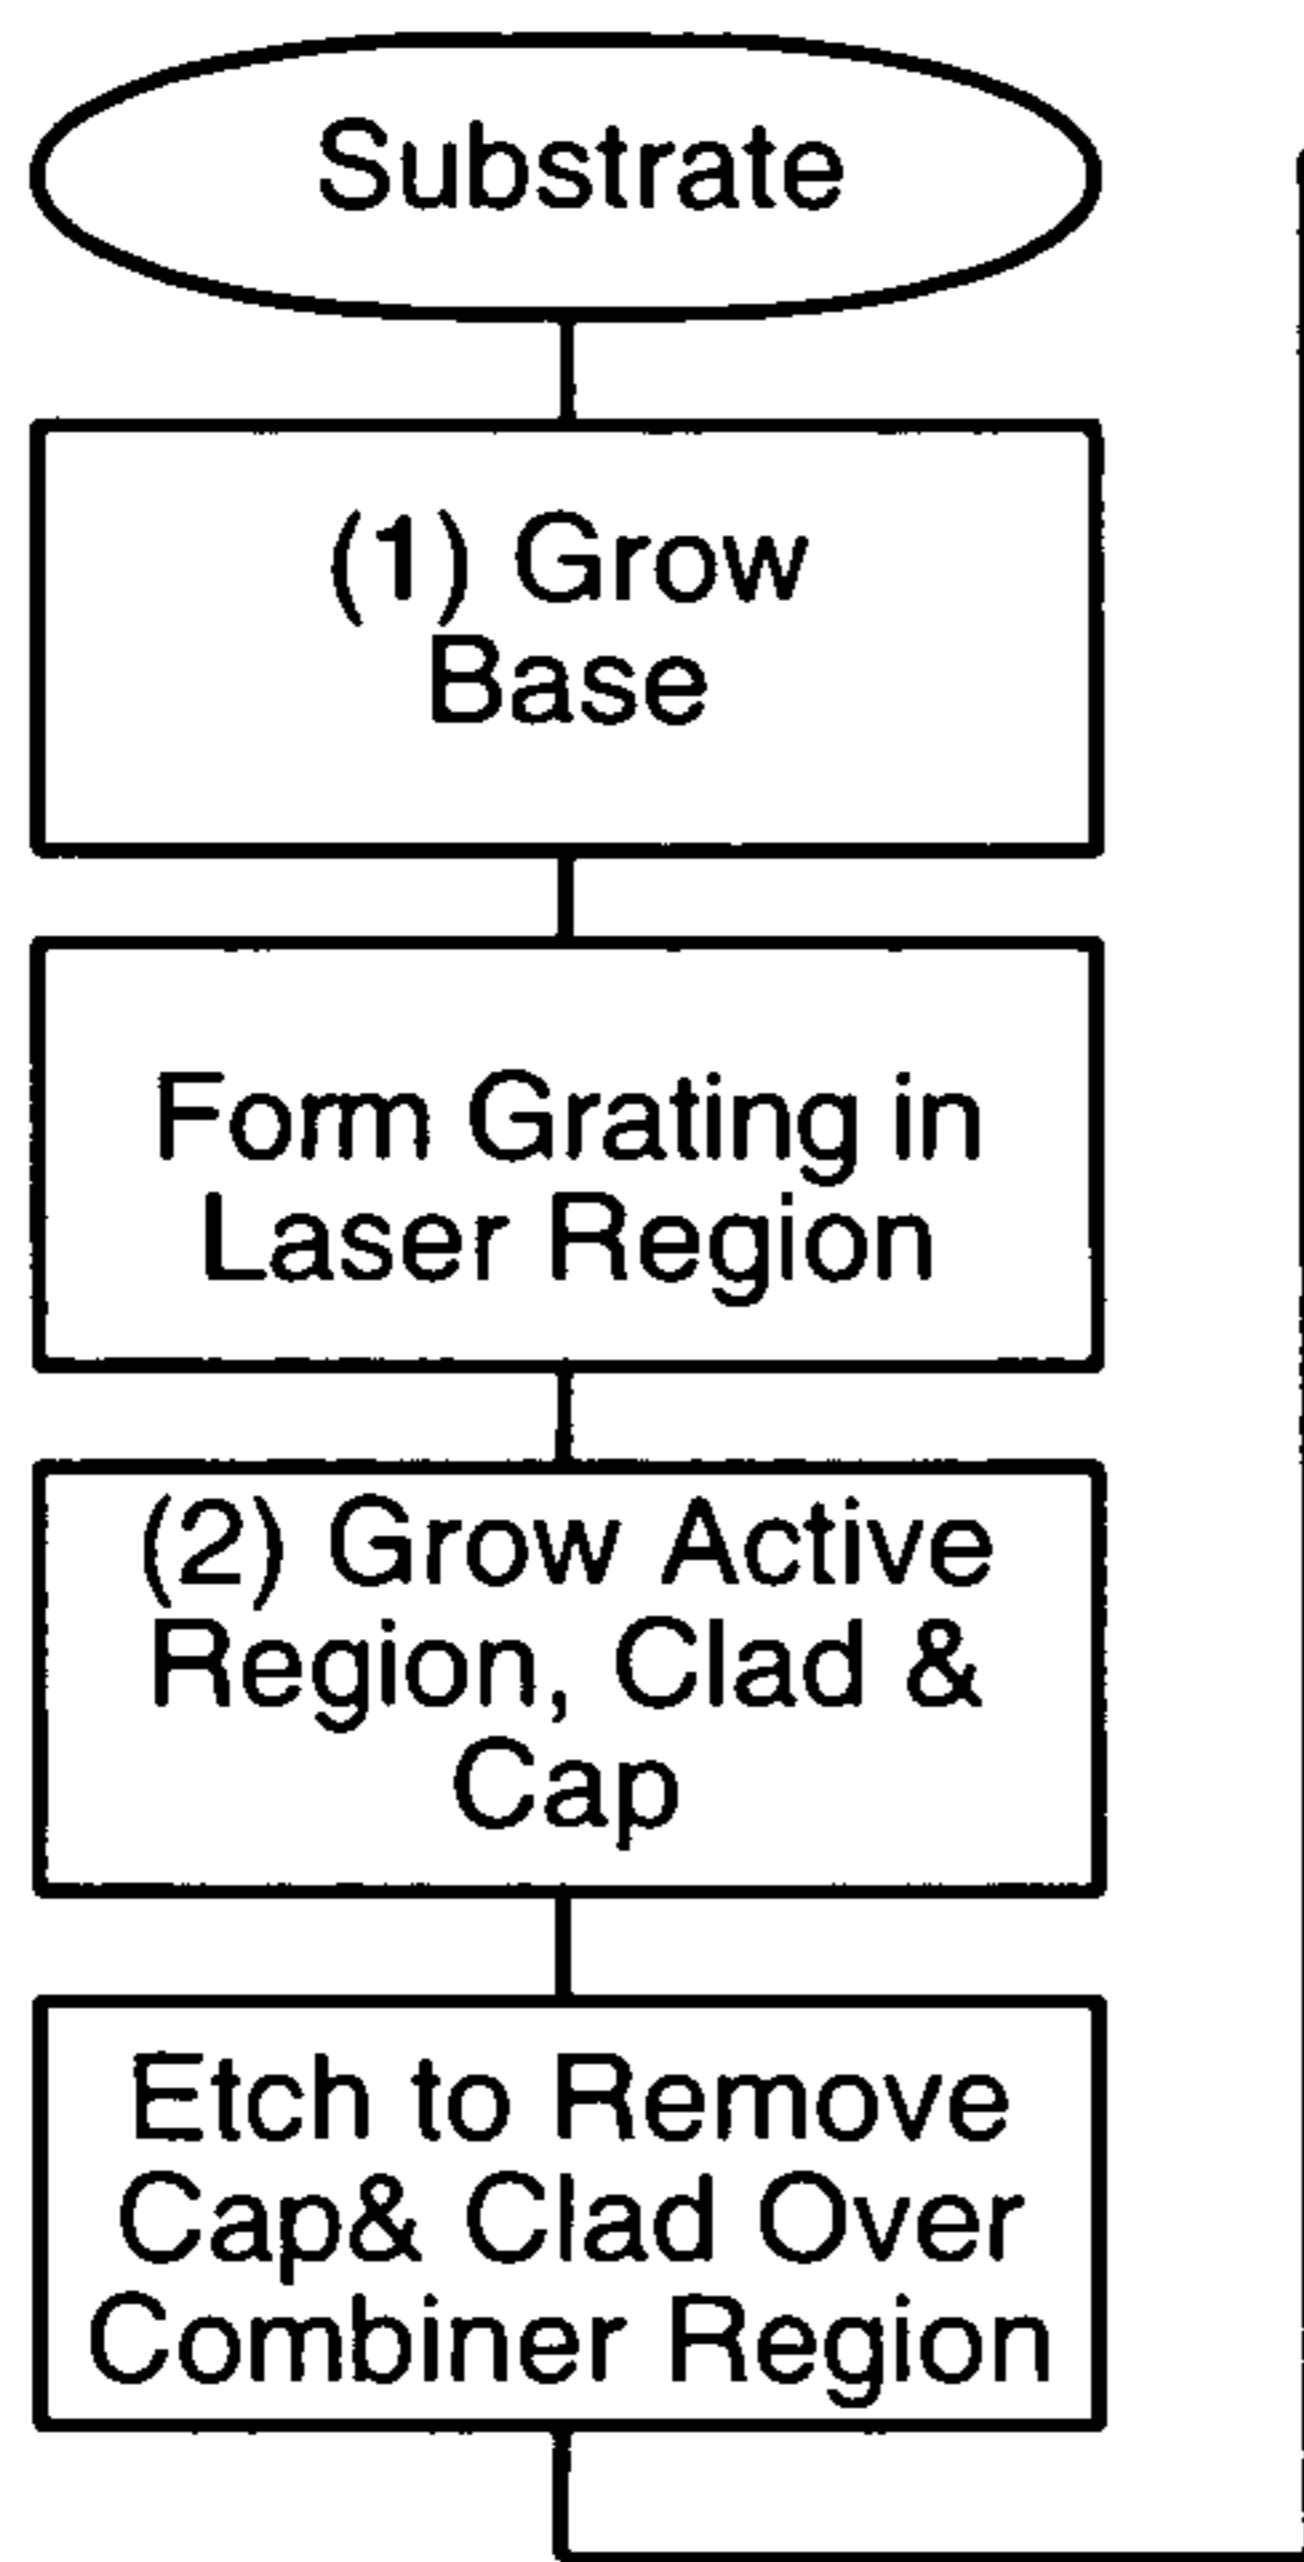 Substrate
(1) Grow
Base
Form Grating in
Laser Region
(2) Grow Active
Region, Clad &
Cap
Etch to Remove
Cap& Clad Over
Combiner Region